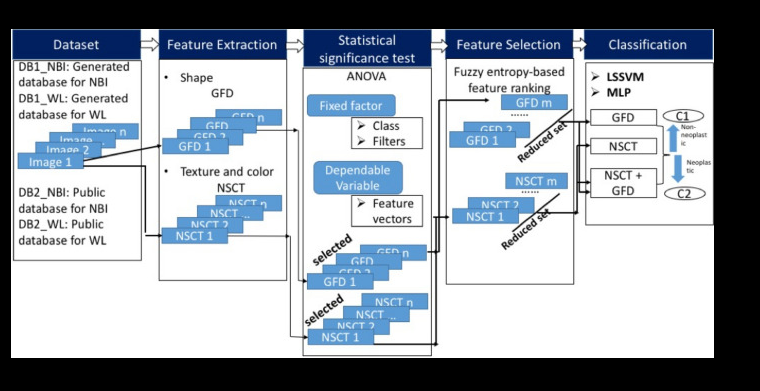 Dataset
DB1_NBI: Generated
database for NBI
DB1_WL: Generated
database for WL
Image n
Image ..
Image 2
Image 1
DB2_NBI: Public
database for NBI
DB2_WL: Public
database for WL
Feature Extraction
• Shape
GFD
GFD n
GFD
GFD 2
GFD 1
• Texture and color
NSCT
NSCT n
NSCT ..
NSCT 2
NSCT 1
Statistical
significance test
ANOVA
Fixed factor
➢ Class
➢ Filters
Dependable
Variable
➢ Feature
vectors
selected
GFD n
GFD
GFD 2
GFD 1
selected
NSCT n
NSCT ..
NSCT 2
NSCT 1
Feature Selection
Fuzzy entropy-based
feature ranking
GFD m
......
GFD 2
GFD 1
Reduced set
NSCT m
......
NSCT 2
NSCT 1
Reduced set
Classification
➢ LSSVM
➢ MLP
GFD
NSCT
NSCT +
GFD
C1
Non-
neoplast
ic
Neoplas
tic
C2